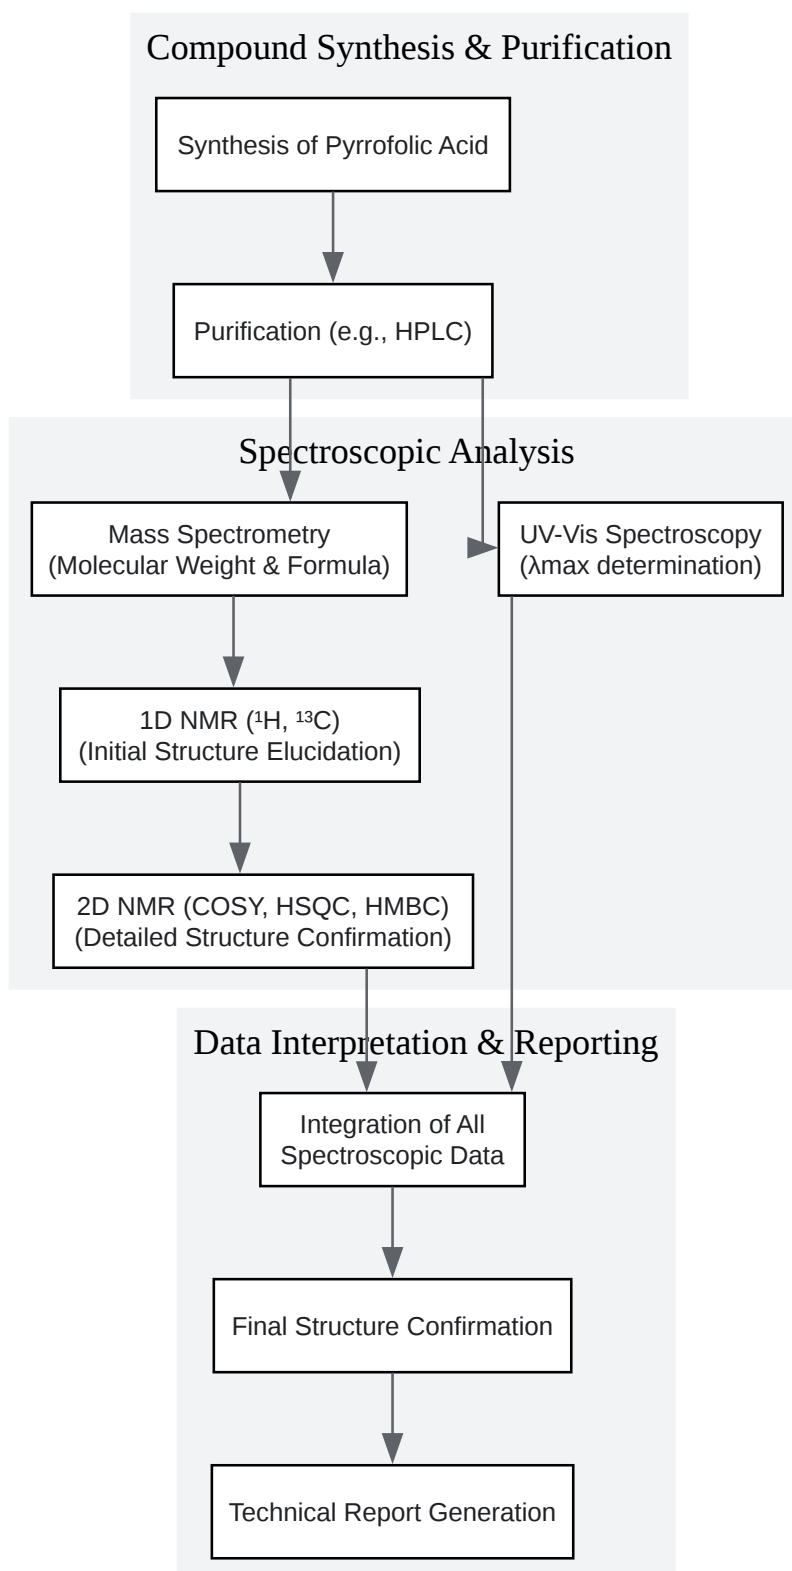 Compound Synthesis & Purification
Synthesis of Pyrrofolic Acid
Purification (e.g., HPLC)
Spectroscopic Analysis
Mass Spectrometry
(Molecular Weight & Formula)
UV-Vis Spectroscopy
(λmax determination)
1D NMR (¹H, ¹³C)
(Initial Structure Elucidation)
2D NMR (COSY, HSQC, HMBC)
(Detailed Structure Confirmation)
Data Interpretation & Reporting
Integration of All
Spectroscopic Data
Final Structure Confirmation
Technical Report Generation